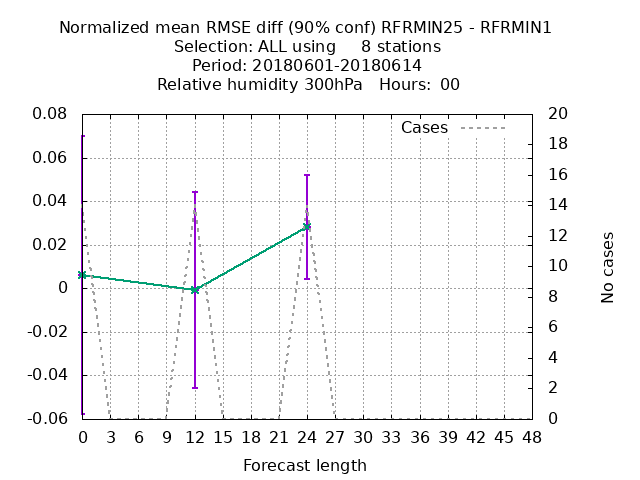 Normalized mean RMSE diff (90% conf) RFRMIN25 - RFRMIN1
Selection: ALL using     8 stations
Period: 20180601-20180614
Relative humidity 300hPa   Hours:  00
Cases
0.08
0.06
0.04
0.02
0
-0.02
-0.04
-0.06
20
18
16
14
12
10
8
6
4
2
0
No cases
0 3 6 9 12 15 18 21 24 27 30 33 36 39 42 45 48
Forecast length